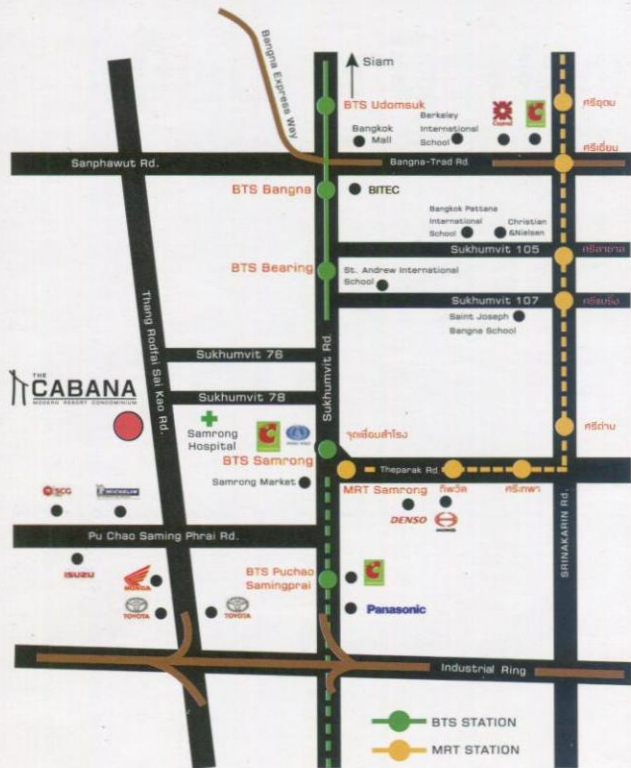 Bangna Express Way
Siam
BTS Udomsuk
Bangkok
Mall
Berkeley
International
School
Central
ศรีอุดม
Sanphawut Rd.
Bangna-Trad Rd.
ศรีเอี่ยม
BTS Bangna
BITEC
Bangkok Pattana
International
School
Christian
&Nielsen
Sukhumvit 105
ศรีลาซาล
BTS Bearing
St. Andrew International
School
Sukhumvit 107
ศรีแบริ่ง
Saint Joseph
Bangna School
Thang Rodfai Sai Kao Rd.
Sukhumvit 76
Sukhumvit Rd.
THE
CABANA
MODERN RESORT CONDOMINIUM
Sukhumvit 78
Samrong
Hospital
จุดเชื่อมสำโรง
ศรีด่าน
BTS Samrong
Theparak Rd.
Samrong Market
MRT Samrong
ทิพวัล
ศรีเทพา
SCG
MICHELIN
DENSO
HINO
SRINAKARIN Rd.
Pu Chao Saming Phrai Rd.
ISUZU
HONDA
BTS Puchao
Samingprai
TOYOTA
TOYOTA
Panasonic
Industrial Ring
BTS STATION
MRT STATION